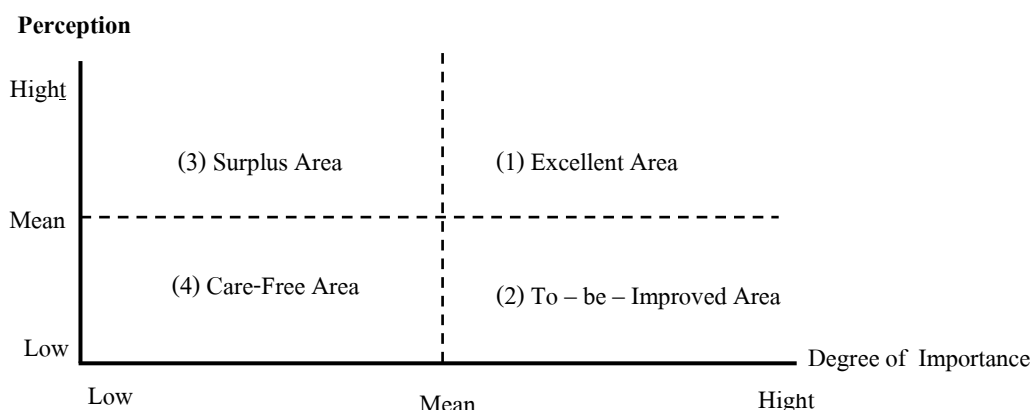 Perception
Hight
(3) Surplus Area
(1) Excellent Area
Mean
(4) Care-Free Area
(2) To – be – Improved Area
Low
Degree of Importance
Low
Mean
Hight